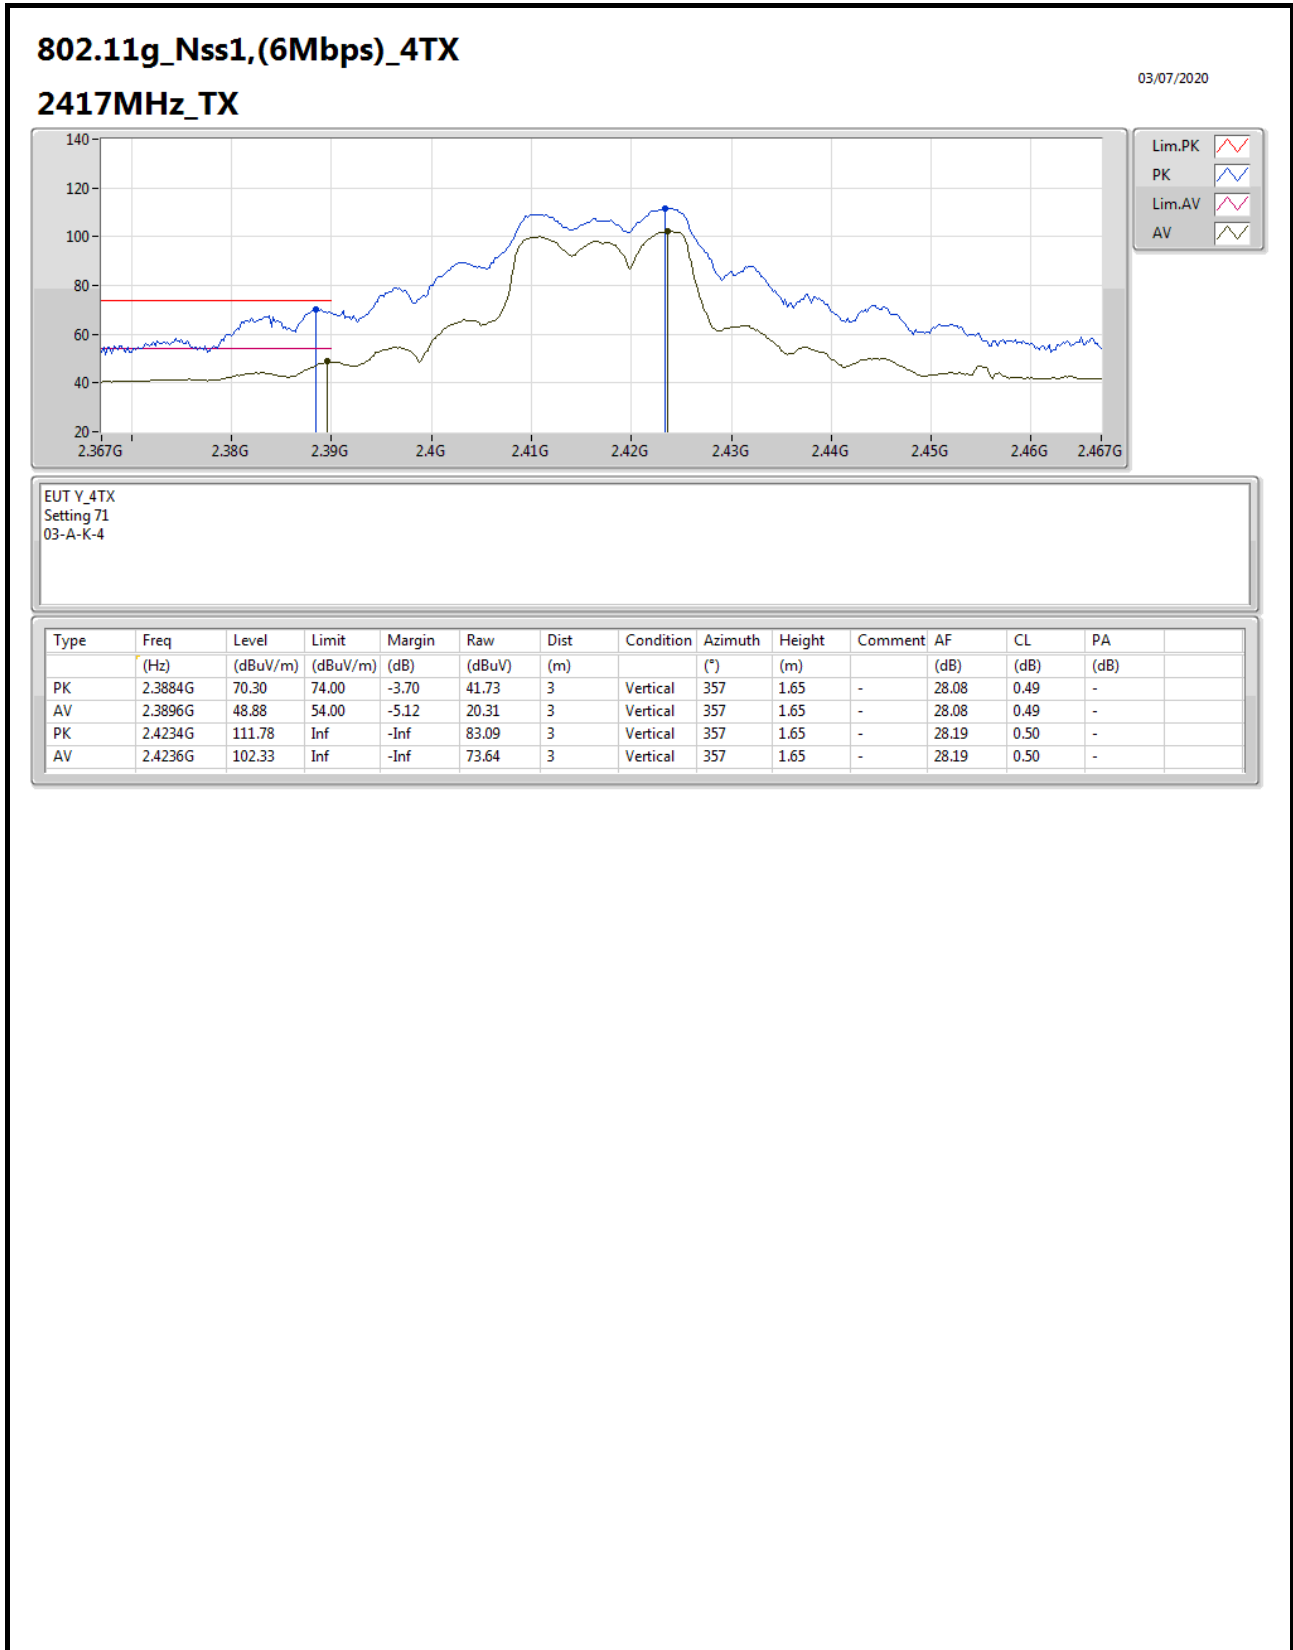 802.11g_Nss1,(6Mbps)_4TX
03/07/2020
2417MHz_TX
140
120
100
80
60
40
20
2.367G 2.38G 2.39G 2.4G 2.41G 2.42G 2.43G 2.44G 2.45G 2.46G 2.467G
Lim.PK
PK
Lim.AV
AV
EUT Y_4TX
Setting 71
03-A-K-4
Type Freq Level Limit Margin Raw Dist Condition Azimuth Height Comment AF CL PA
(Hz) (dBuV/m) (dBuV/m) (dB) (dBuV) (m) (°) (m) (dB) (dB) (dB)
PK 2.3884G 70.30 74.00 -3.70 41.73 3 Vertical 357 1.65 - 28.08 0.49 -
AV 2.3896G 48.88 54.00 -5.12 20.31 3 Vertical 357 1.65 - 28.08 0.49 -
PK 2.4234G 111.78 Inf -Inf 83.09 3 Vertical 357 1.65 - 28.19 0.50 -
AV 2.4236G 102.33 Inf -Inf 73.64 3 Vertical 357 1.65 - 28.19 0.50 -